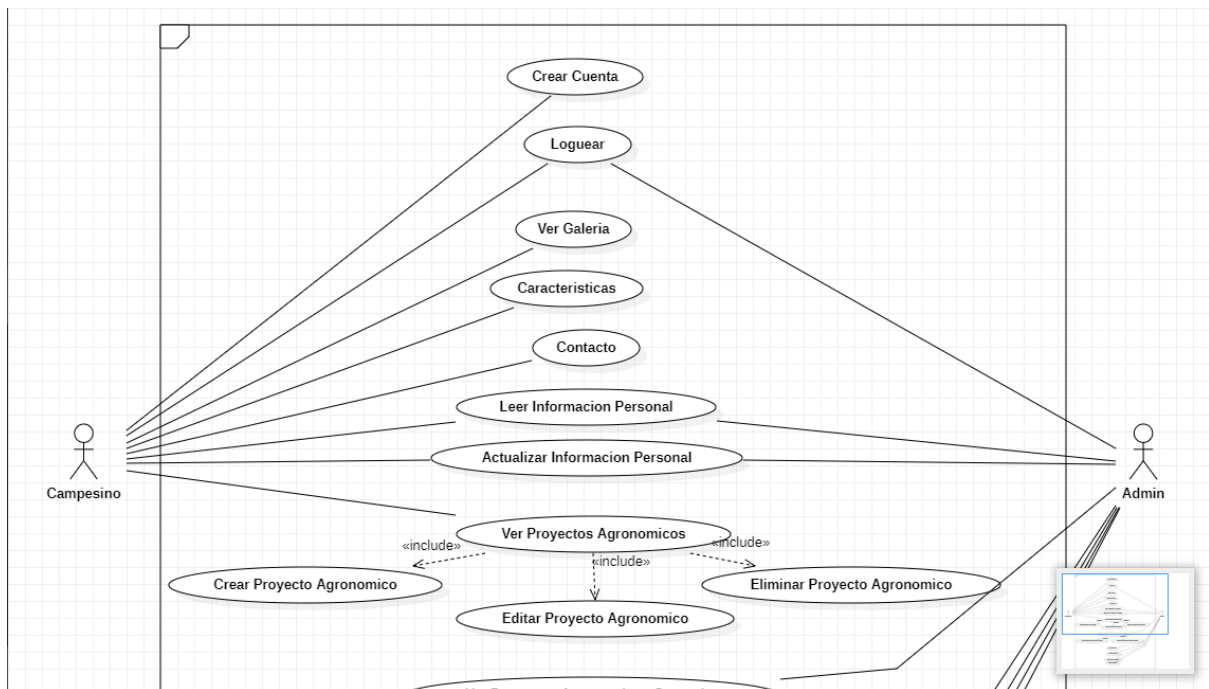 Crear Cuenta
Loguear
Ver Galeria
Caracteristicas
Contacto
Leer Informacion Personal
Actualizar Informacion Personal
Campesino
Admin
Ver Proyectos Agronomicos
«include»
«include»
«include»
Crear Proyecto Agronomico
Eliminar Proyecto Agronomico
Editar Proyecto Agronomico